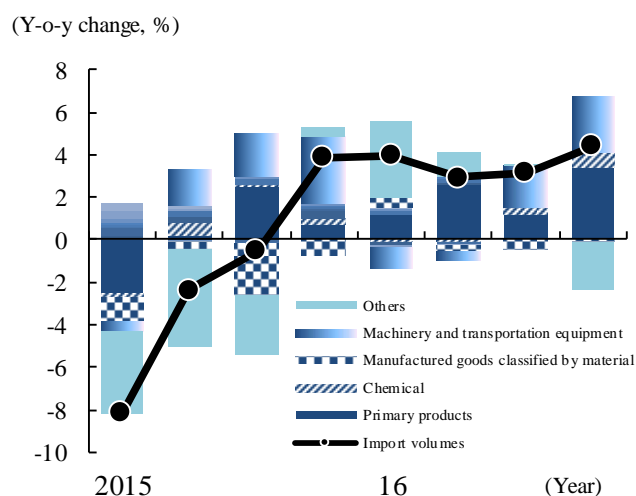 (Y-o-y change, %)
8
6
4
2
0
-2
-4
-6
-8
-10
Others
Machinery and transportation equipment
Manufactured goods classified by material
Chemical
Primary products
Import volumes
2015 16 (Year)